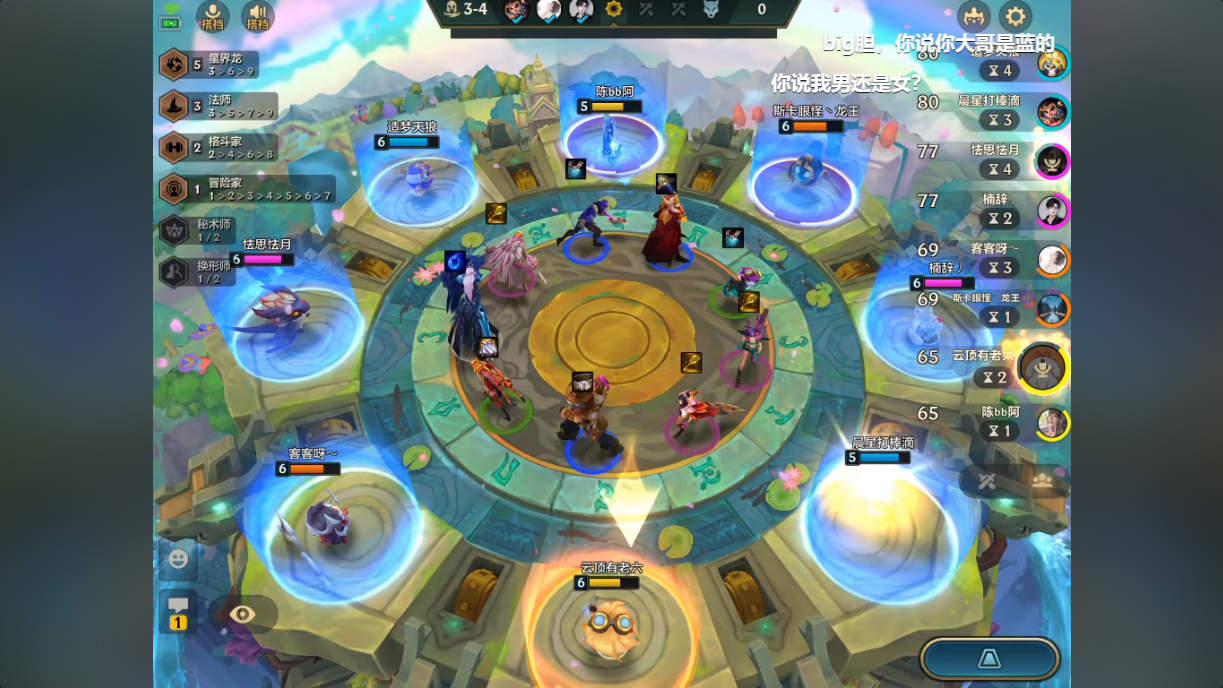 搭档
搭档
3-4
0
big胆，你说你大哥是蓝的
你说我男还是女?
5 星界龙
3 > 6 > 9
3 法师
3 > 5 > 7 > 9
2 格斗家
2 > 4 > 6 > 8
1 冒险家
1 > 2 > 3 > 4 > 5 > 6 > 7
秘术师
1 / 2
换形师
1 / 2
陈bb阿
5
造梦天狼
6
斯卡眼怪丶龙王
6
怯思怯月
6
楠辞丿
6
客客呀～
6
晨星打棒滴
5
云顶有老六
6
80
4
80 晨星打棒滴
3
77 怯思怯月
4
77 楠辞丿
2
69 客客呀～
3
69 斯卡眼怪 龙王
1
65 云顶有老六
2
65 陈bb阿
1
1